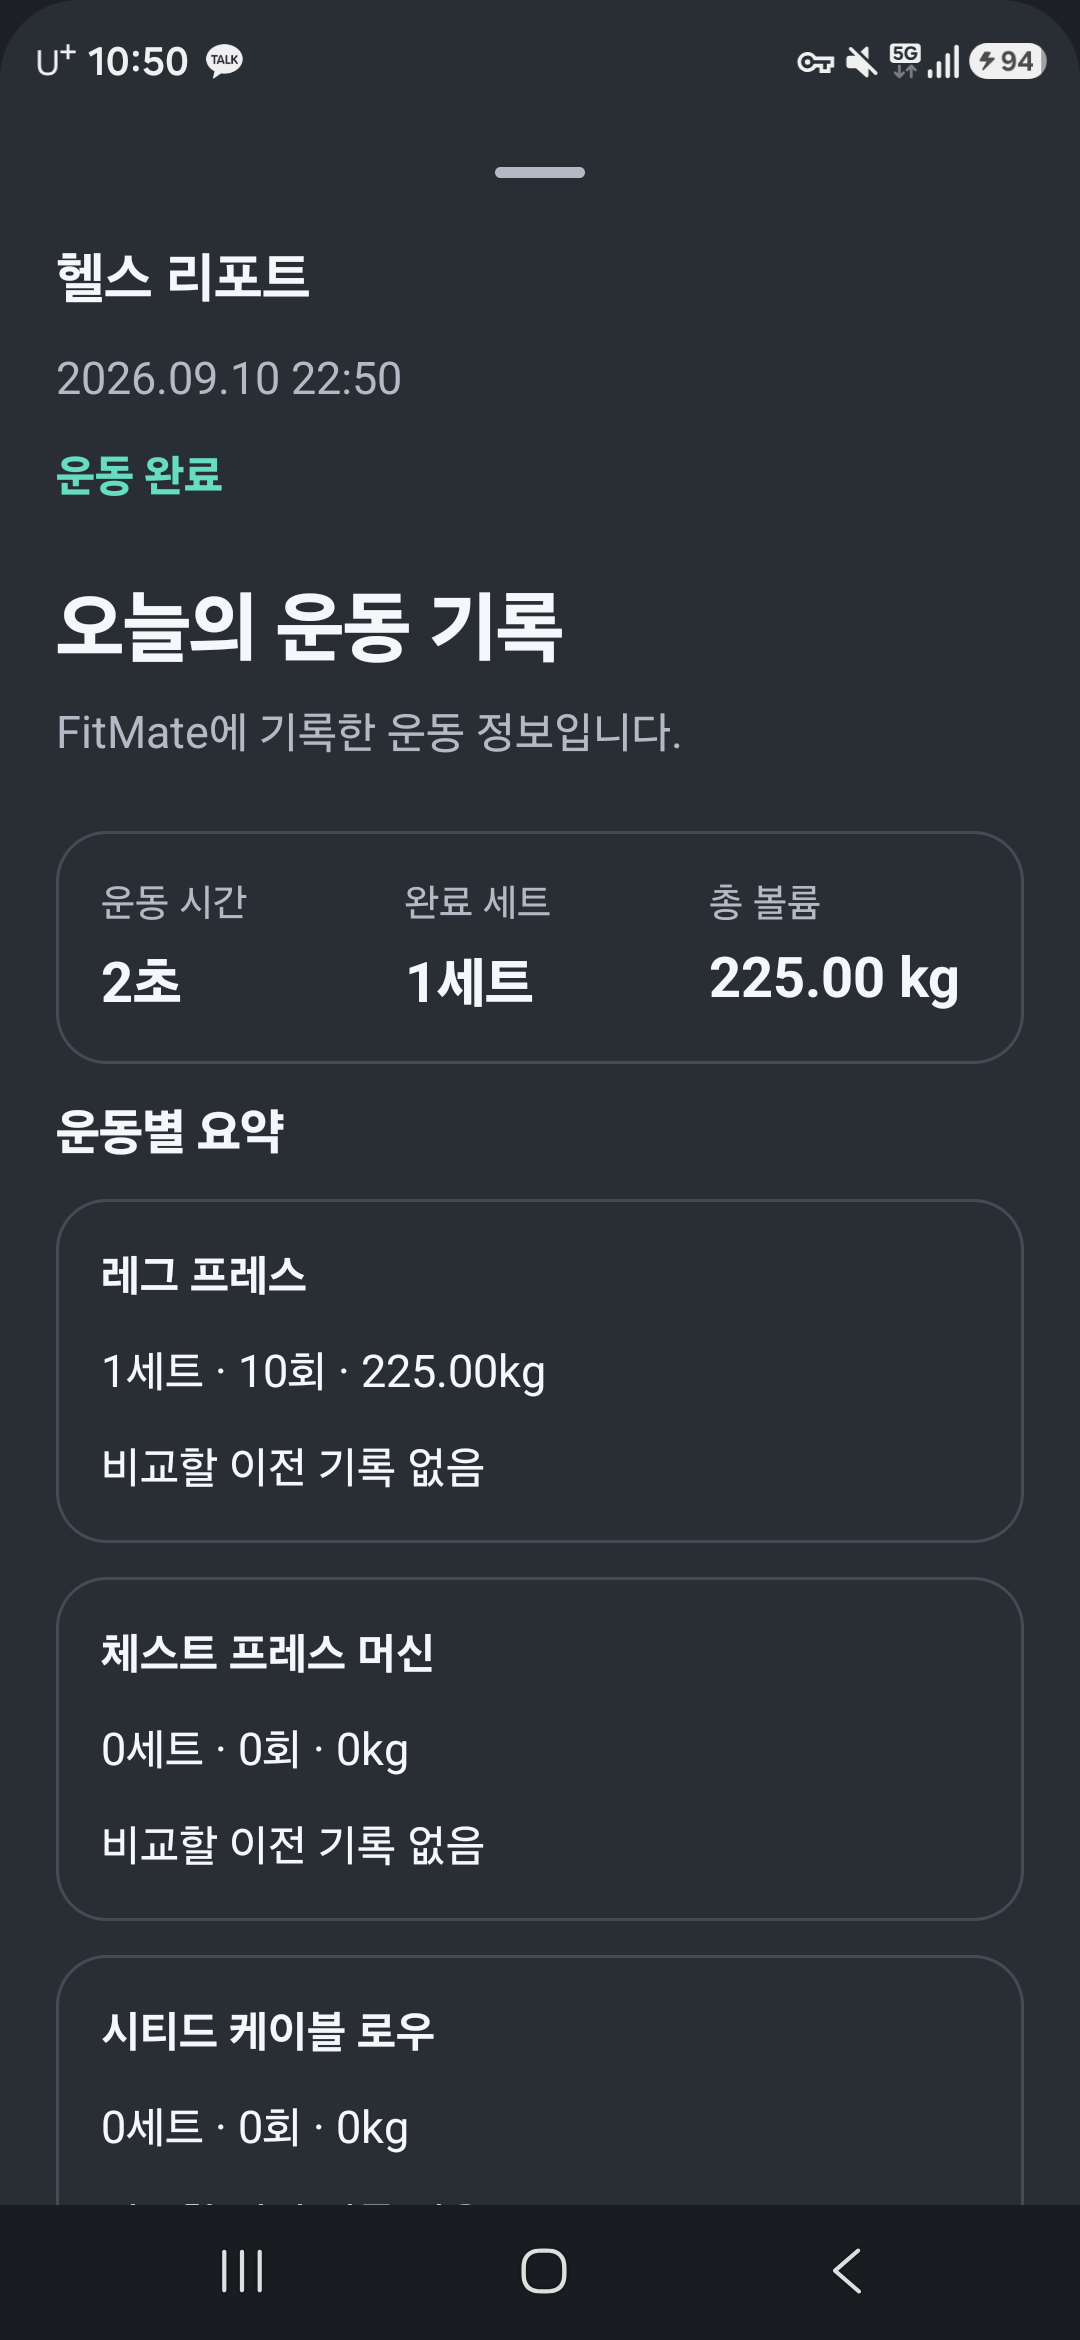 U+ 10:50 TALK 5G 94
헬스 리포트
2026.09.10 22:50
운동 완료
오늘의 운동 기록
FitMate에 기록한 운동 정보입니다.
운동 시간 완료 세트 총 볼륨
2초 1세트 225.00 kg
운동별 요약
레그 프레스
1세트 · 10회 · 225.00kg
비교할 이전 기록 없음
체스트 프레스 머신
0세트 · 0회 · 0kg
비교할 이전 기록 없음
시티드 케이블 로우
0세트 · 0회 · 0kg